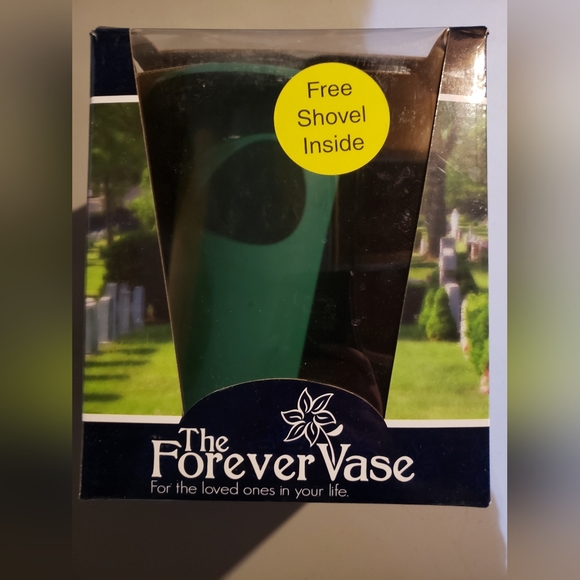 Free
Shovel
Inside
The
Forever Vase
For the loved ones in your life.